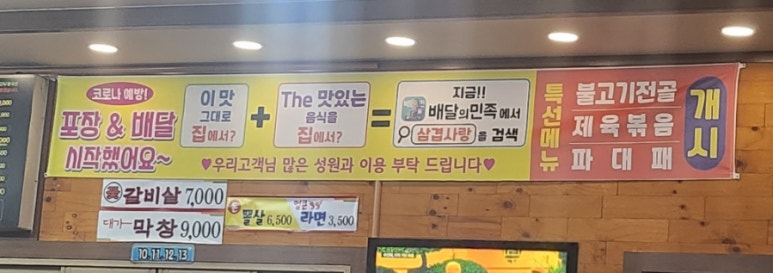 코로나 예방!
포장 & 배달
시작했어요~
이 맛
그대로
집에서?
+
The 맛있는
음식을
집에서?
=
지금!!
배달의민족에서
삼겹사랑을 검색
♥우리고객님 많은 성원과 이용 부탁 드립니다♥
특선메뉴
불고기전골
제육볶음
파대패
개시
갈비살 7,000
막창 9,000
쫄살 6,500
라면 3,500
10, 11, 12, 13